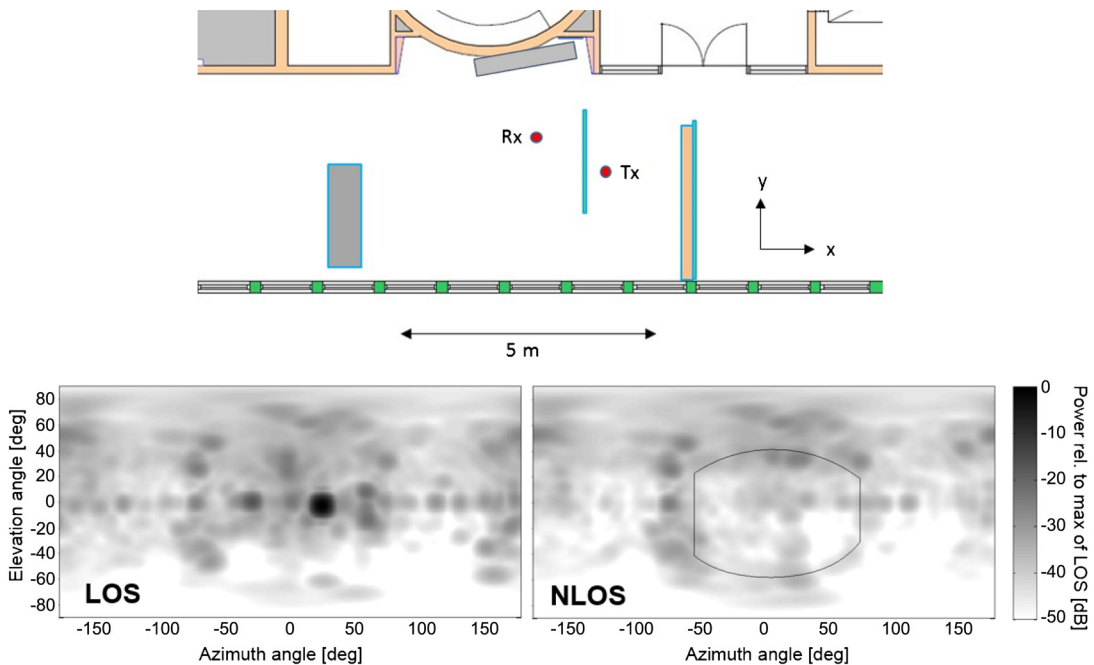 Rx
Tx
y
x
5 m
80
60
40
20
0
-20
-40
-60
-80
Elevation angle [deg]
LOS
-150
-100
-50
0
50
100
150
Azimuth angle [deg]
NLOS
-150
-100
-50
0
50
100
150
Azimuth angle [deg]
0
-10
-20
-30
-40
-50
Power rel. to max of LOS [dB]